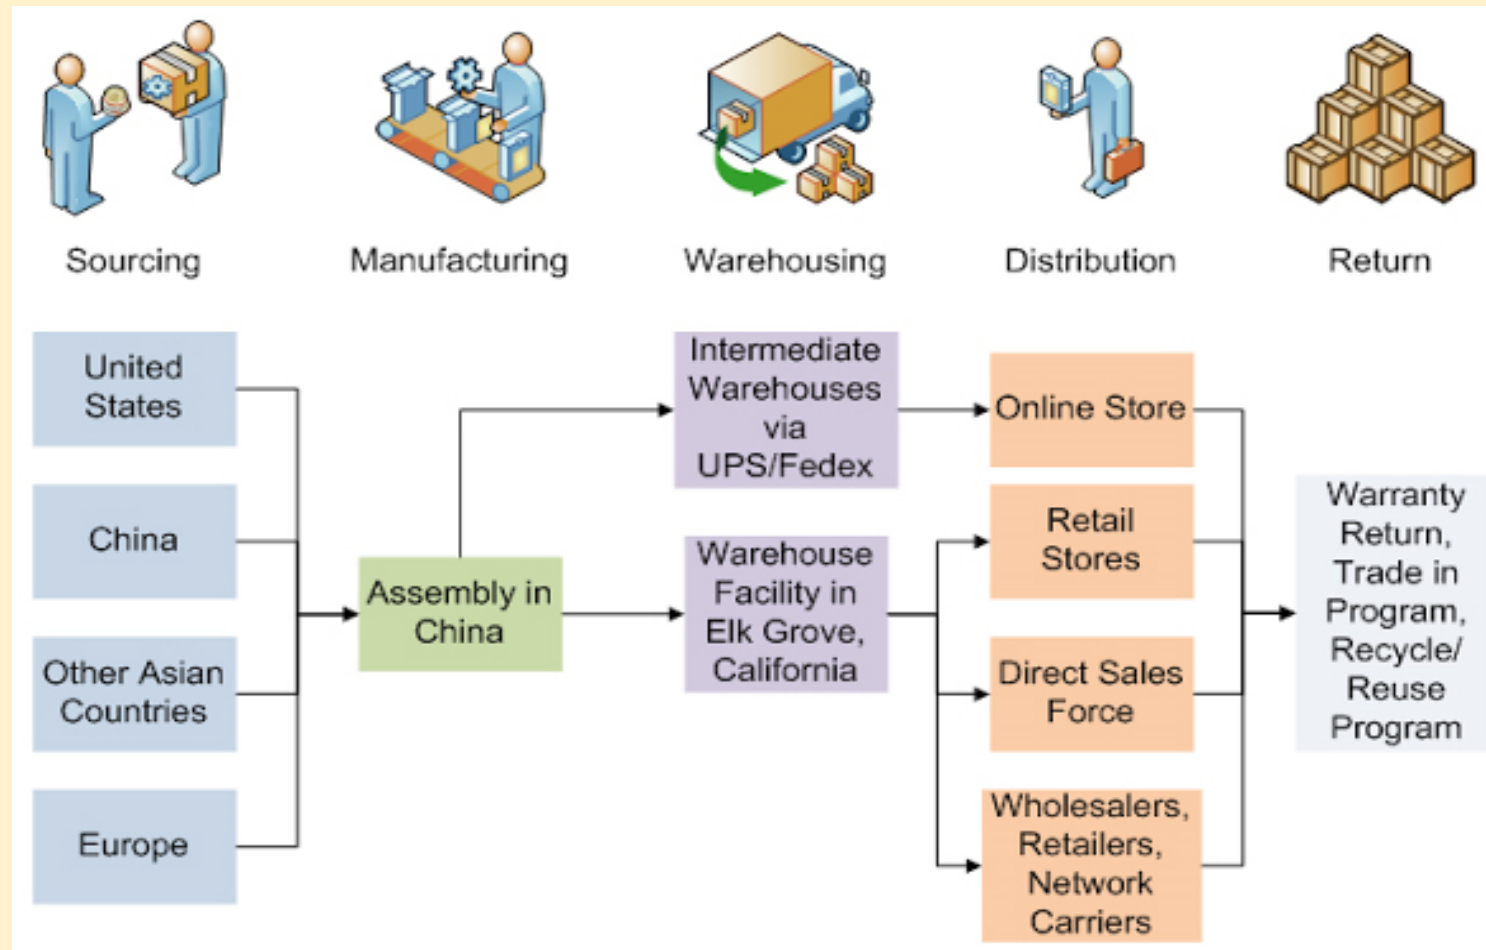 Sourcing
Manufacturing
Warehousing
Distribution
Return
United
States
China
Other Asian
Countries
Europe
Assembly in
China
Intermediate
Warehouses
via
UPS/Fedex
Warehouse
Facility in
Elk Grove,
California
Online Store
Retail
Stores
Direct Sales
Force
Wholesalers,
Retailers,
Network
Carriers
Warranty
Return,
Trade in
Program,
Recycle/
Reuse
Program